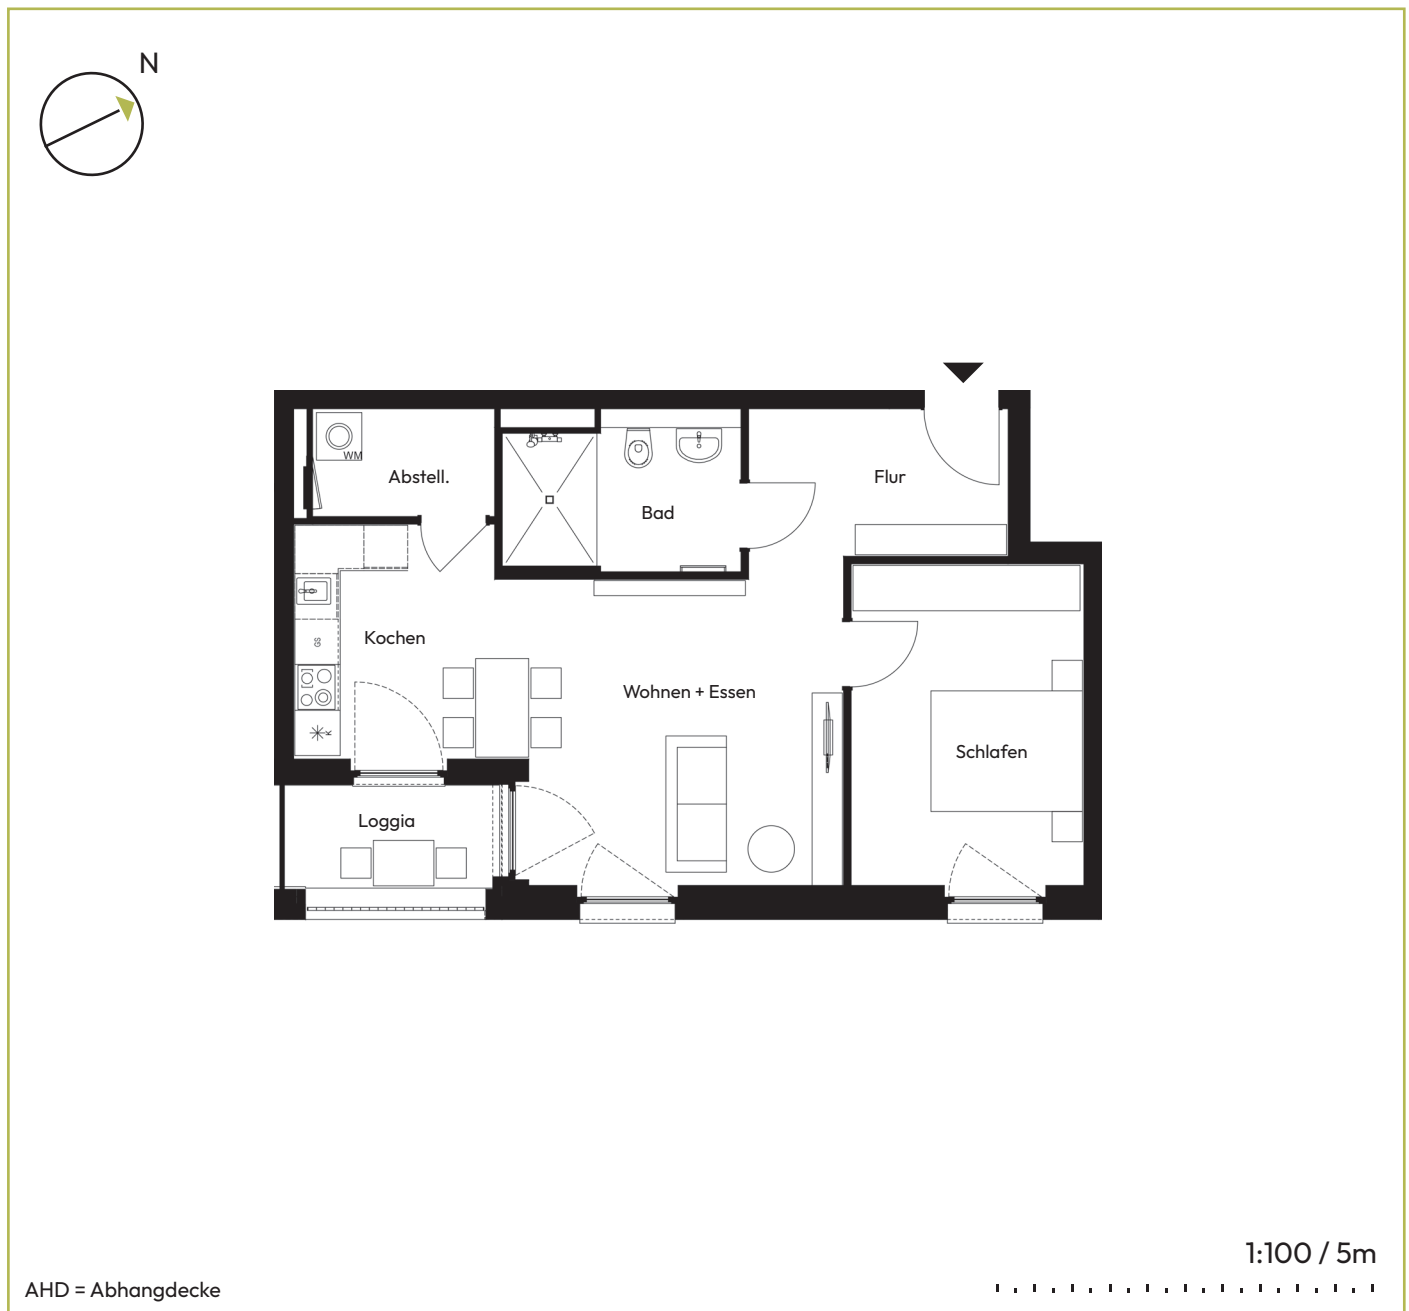 N
WM
Abstell.
Bad
Flur
GS
Kochen
K
Wohnen + Essen
Schlafen
Loggia
1:100 / 5m
AHD = Abhangdecke